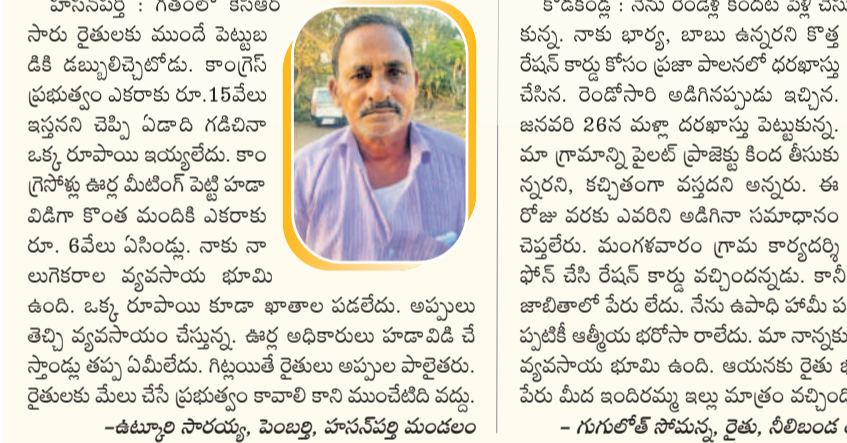 హసన్‌పర్తి : గతంలో కేసీఆర్
సారు రైతులకు ముందే పెట్టుబ
డికి డబ్బులిచ్చెటోడు. కాంగ్రెస్
ప్రభుత్వం ఎకరాకు రూ.15వేలు
ఇస్తనని చెప్పి ఏడాది గడిచినా
ఒక్క రూపాయి ఇయ్యలేదు. కాం
గ్రెసోళ్లు ఊర్ల మీటింగ్ పెట్టి హడా
విడిగా కొంత మందికి ఎకరాకు
రూ. 6వేలు ఏసిండ్లు. నాకు నా
లుగెకరాల వ్యవసాయ భూమి
ఉంది. ఒక్క రూపాయి కూడా ఖాతాల పడలేదు. అప్పులు
తెచ్చి వ్యవసాయం చేస్తున్న. ఊర్ల అధికారులు హడావిడి చే
స్తాండ్లు తప్ప ఏమీలేదు. గిట్లయితే రైతులు అప్పుల పాలైతరు.
రైతులకు మేలు చేసే ప్రభుత్వం కావాలి కాని ముంచేటిది వద్దు.
-ఉట్కూరి సారయ్య, పెంబర్తి, హసన్‌పర్తి మండలం
కొడకండ్ల : నేను రెండేళ్ల కిందట పెళ్లి
కున్న. నాకు భార్య, బాబు ఉన్నరని కొత్త
రేషన్ కార్డు కోసం ప్రజా పాలనలో ధరఖాస్తు
చేసిన. రెండోసారి అడిగినప్పుడు ఇచ్చిన.
జనవరి 26న మళ్లా దరఖాస్తు పెట్టుకున్న.
మా గ్రామాన్ని పైలట్ ప్రాజెక్టు కింద తీసుకు
న్నరని, కచ్చితంగా వస్తదని అన్నరు. ఈ
రోజు వరకు ఎవరిని అడిగినా సమాధానం
చెప్తలేరు. మంగళవారం గ్రామ కార్యదర్శి
ఫోన్ చేసి రేషన్ కార్డు వచ్చిందన్నడు. కానీ
జాబితాలో పేరు లేదు. నేను ఉపాధి హామీ ప
ప్పటికీ ఆత్మీయ భరోసా రాలేదు. మా నాన్నకు
వ్యవసాయ భూమి ఉంది. ఆయనకు రైతు
పేరు మీద ఇందిరమ్మ ఇల్లు మాత్రం వచ్చింది
- గుగులోత్ సోమన్న, రైతు, నీలిబండ